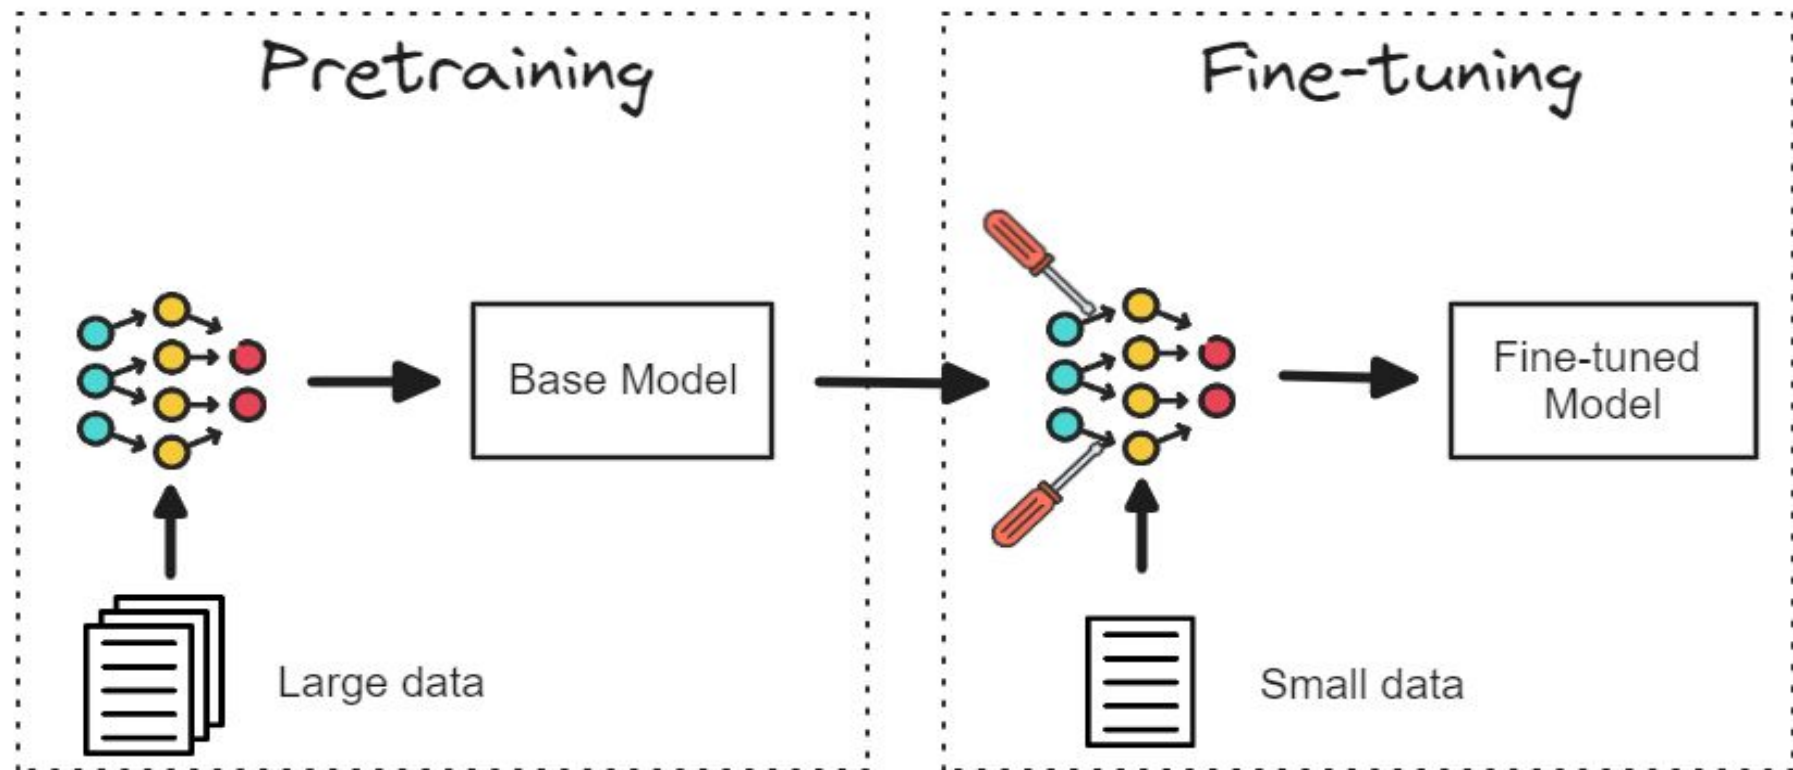 Pretraining
Base Model
Large data
Fine-tuning
Fine-tuned
Model
Small data